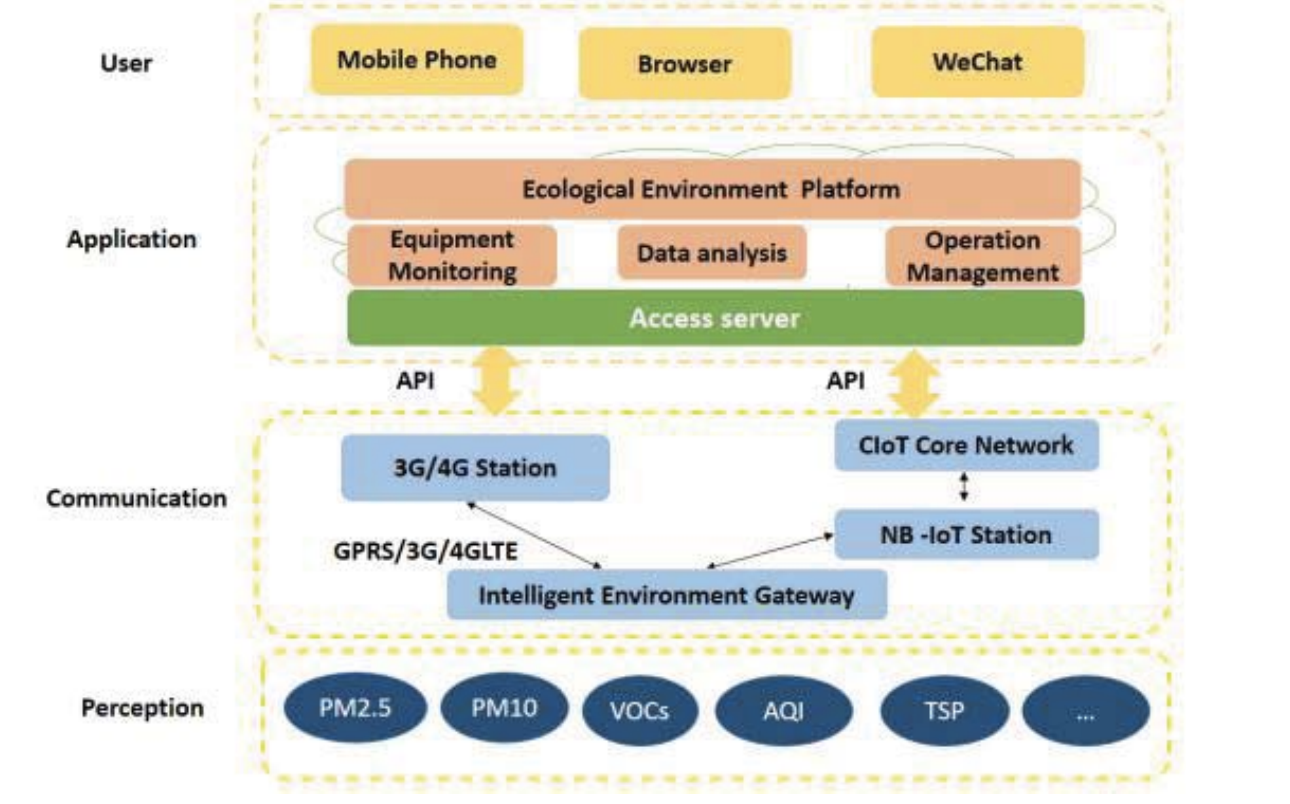 User
Mobile Phone
Browser
WeChat
Application
Ecological Environment Platform
Equipment
Monitoring
Data analysis
Operation
Management
Access server
API
API
Communication
3G/4G Station
CIoT Core Network
NB -IoT Station
GPRS/3G/4GLTE
Intelligent Environment Gateway
Perception
PM2.5
PM10
VOCs
AQI
TSP
...